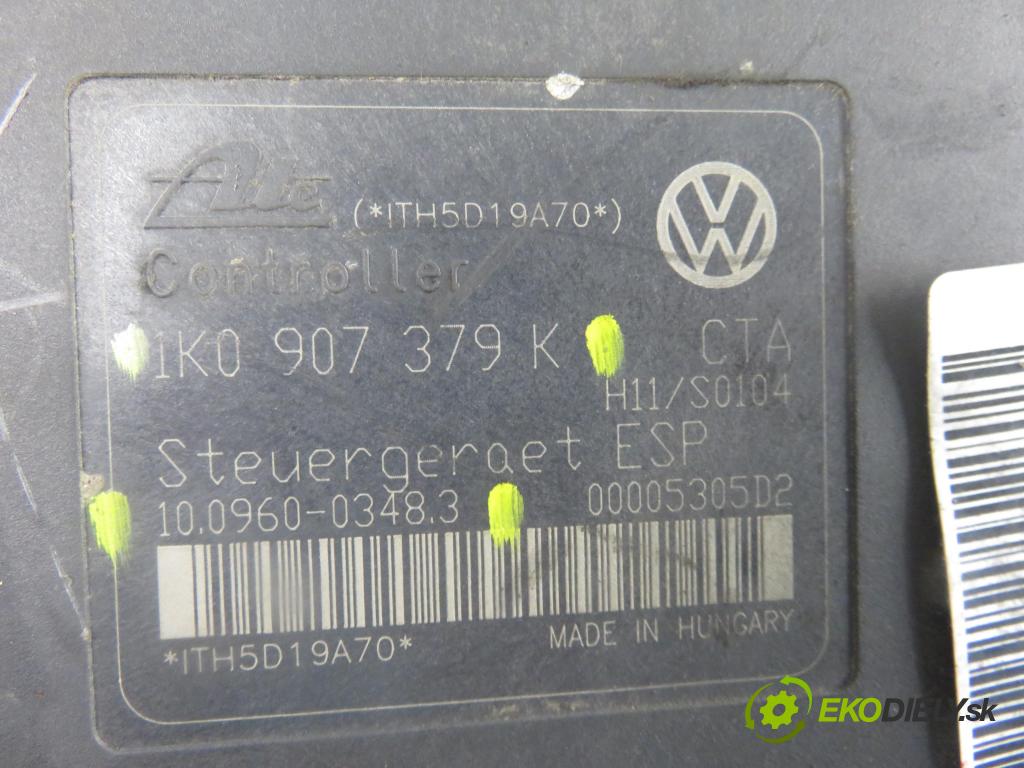 Ate (*ITH5D19A70*)
Controller
1K0 907 379 K CTA
H11/S0104
Steuergeraet ESP
10.0960-0348.3 00005305D2
*ITH5D19A70* MADE IN HUNGARY
EKODIELY.sk